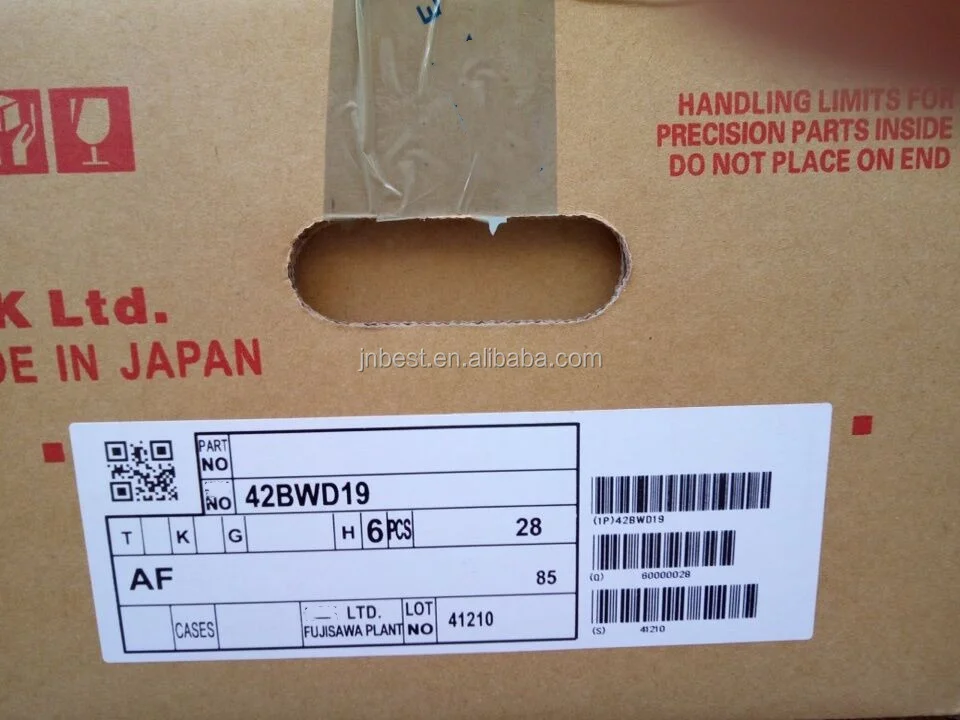 HANDLING LIMITS FOR
PRECISION PARTS INSIDE
DO NOT PLACE ON END
K Ltd.
DE IN JAPAN
jnbest.en.alibaba.com
PART
NO
NO 42BWD19
T K G H 6 PCS 28
AF 85
CASES LTD.
FUJISAWA PLANT
LOT
NO 41210
(1P)42BWD19
(Q) 60000028
(S) 41210